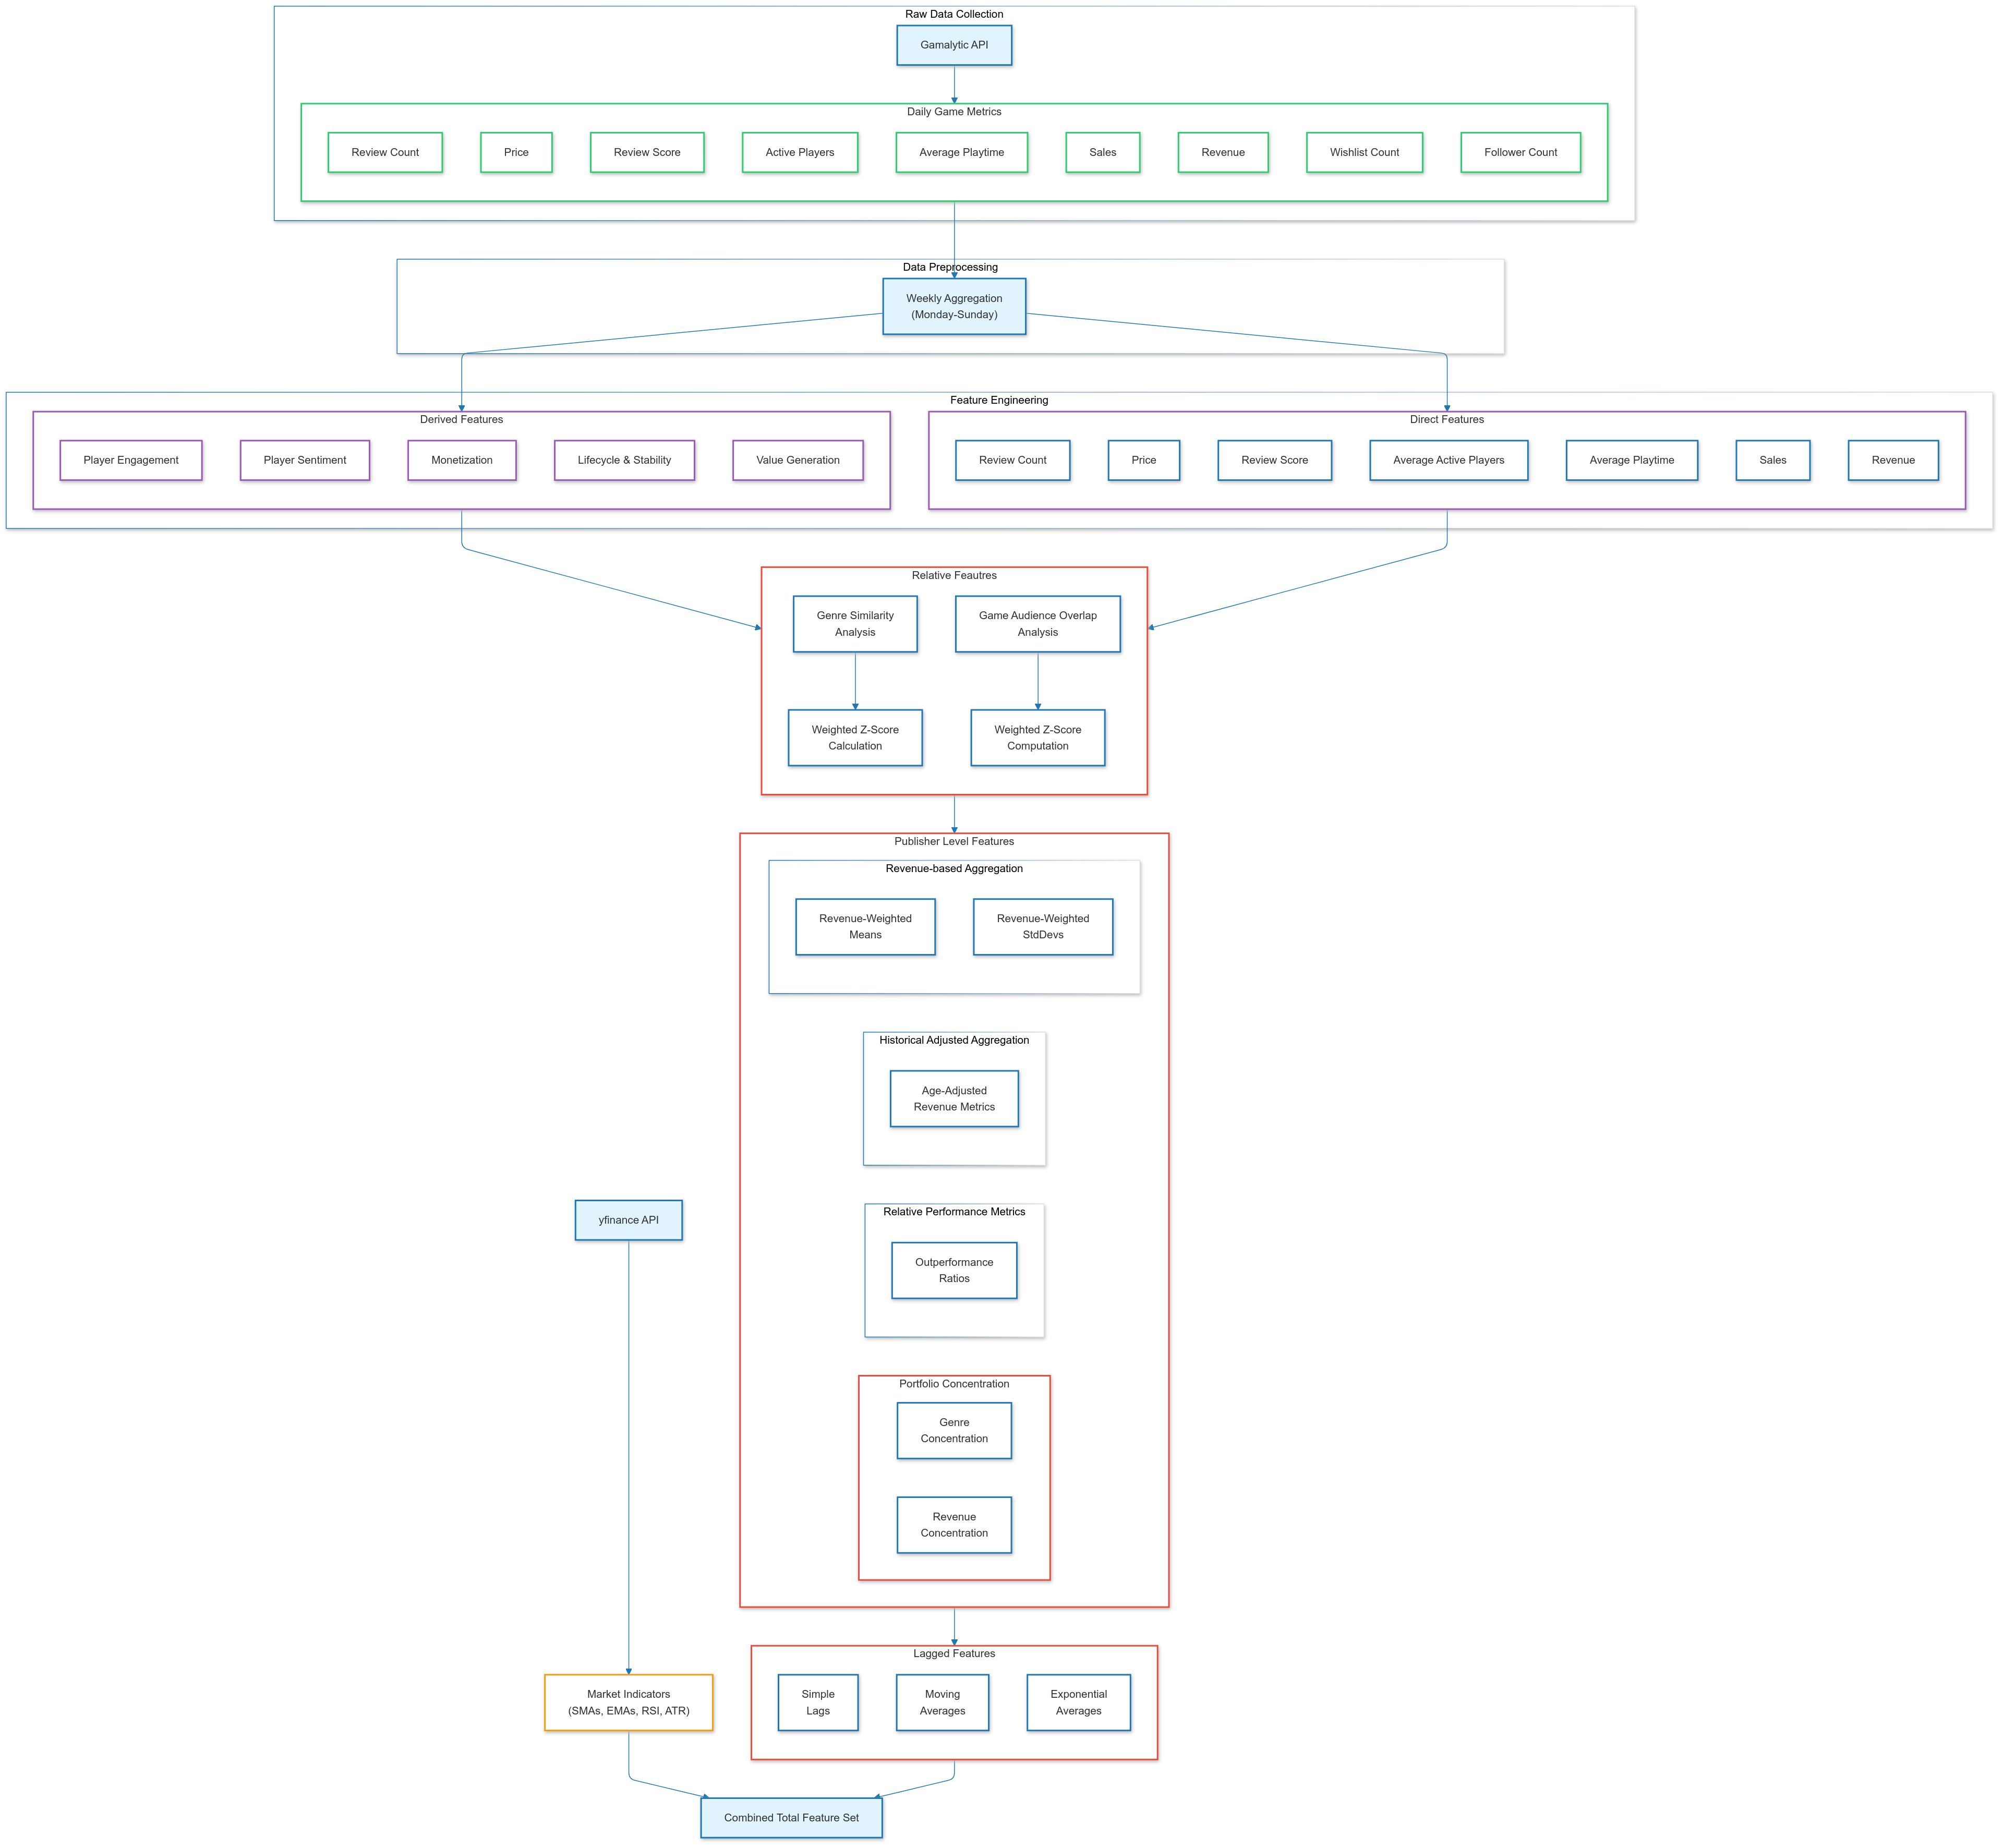 Raw Data Collection
Gamalytic API
Daily Game Metrics
Review Count
Price
Review Score
Active Players
Average Playtime
Sales
Revenue
Wishlist Count
Follower Count
Data Preprocessing
Weekly Aggregation
(Monday-Sunday)
Feature Engineering
Derived Features
Player Engagement
Player Sentiment
Monetization
Lifecycle & Stability
Value Generation
Direct Features
Review Count
Price
Review Score
Average Active Players
Average Playtime
Sales
Revenue
Relative Feautres
Genre Similarity
Analysis
Game Audience Overlap
Analysis
Weighted Z-Score
Calculation
Weighted Z-Score
Computation
Publisher Level Features
Revenue-based Aggregation
Revenue-Weighted
Means
Revenue-Weighted
StdDevs
Historical Adjusted Aggregation
Age-Adjusted
Revenue Metrics
yfinance API
Relative Performance Metrics
Outperformance
Ratios
Portfolio Concentration
Genre
Concentration
Revenue
Concentration
Market Indicators
(SMAs, EMAs, RSI, ATR)
Lagged Features
Simple
Lags
Moving
Averages
Exponential
Averages
Combined Total Feature Set